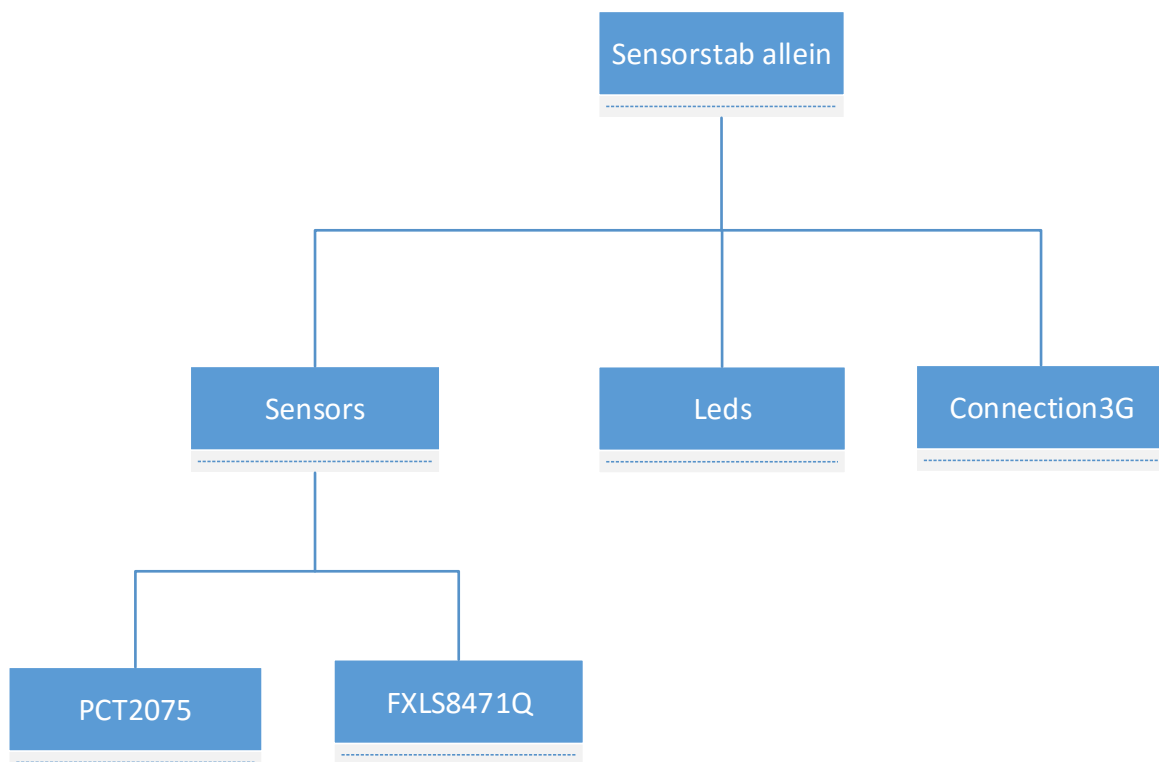 Sensorstab allein
Sensors
Leds
Connection3G
PCT2075
FXLS8471Q